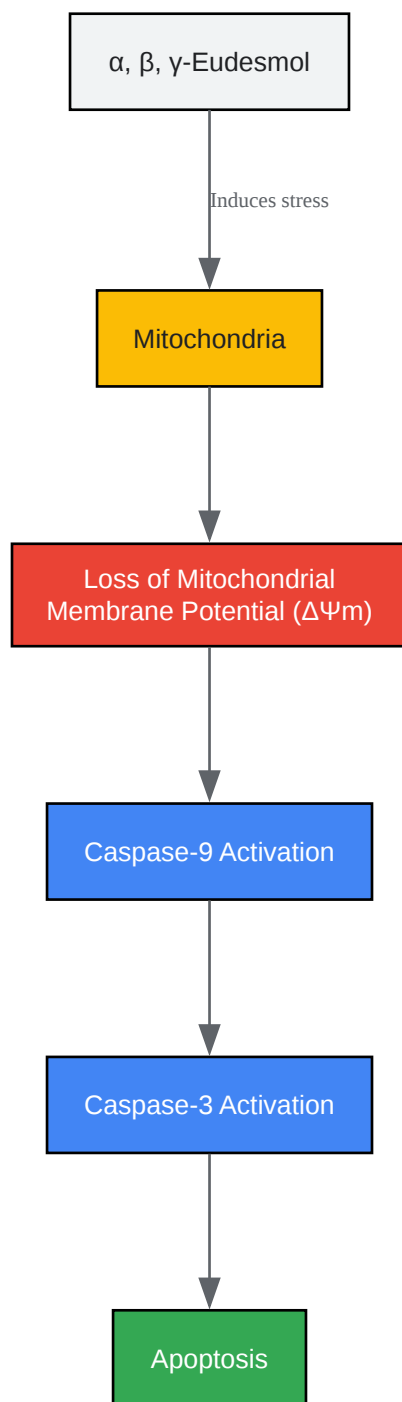 α, β, γ-Eudesmol
Induces stress
Mitochondria
Loss of Mitochondrial
Membrane Potential (ΔΨm)
Caspase-9 Activation
Caspase-3 Activation
Apoptosis